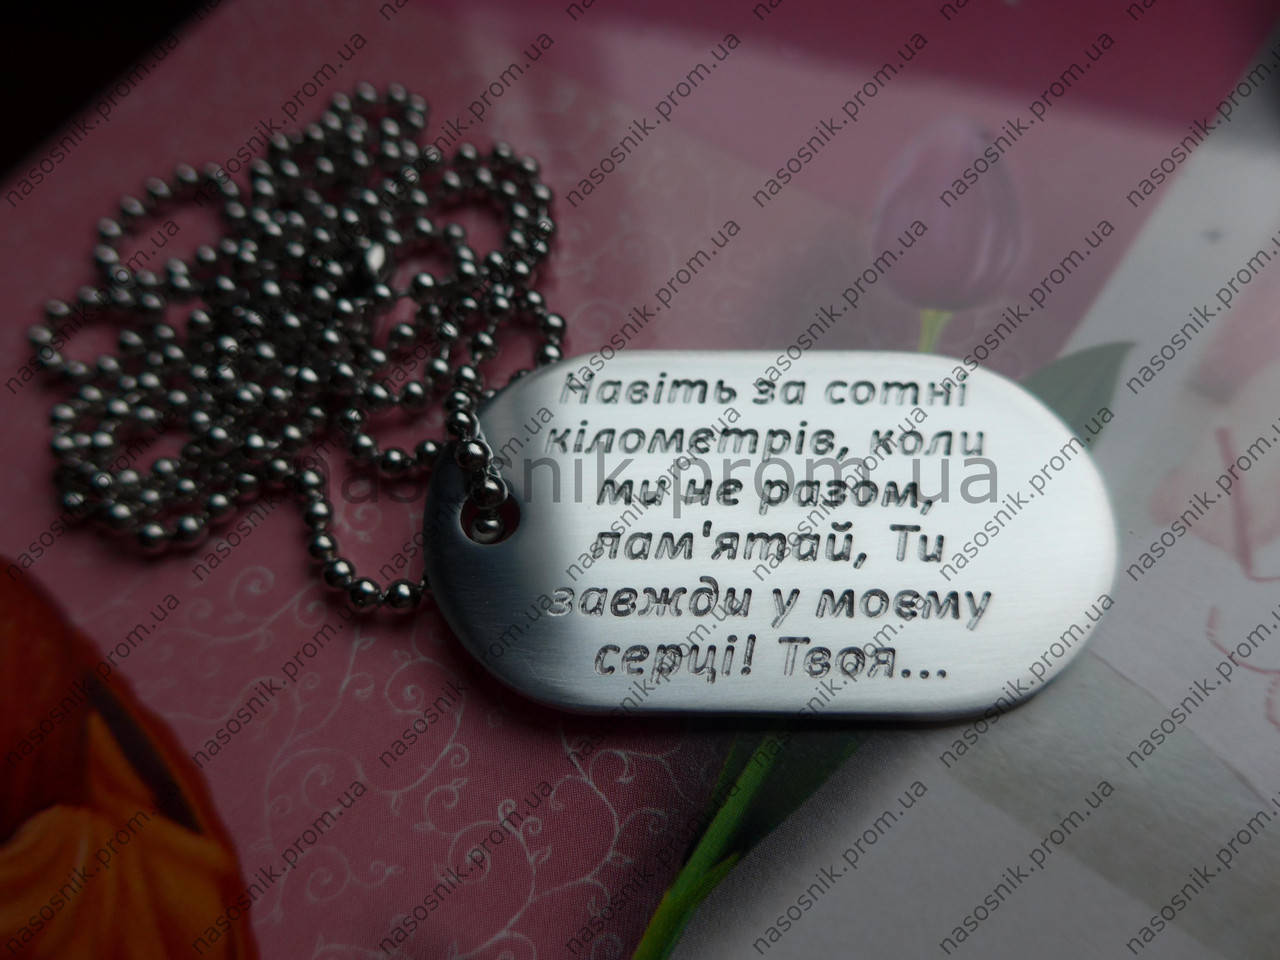 Навіть за сотні
кілометрів, коли
ми не разом,
пам'ятай, Ти
завжди у моєму
серці! Твоя...
nasosnik.prom.ua